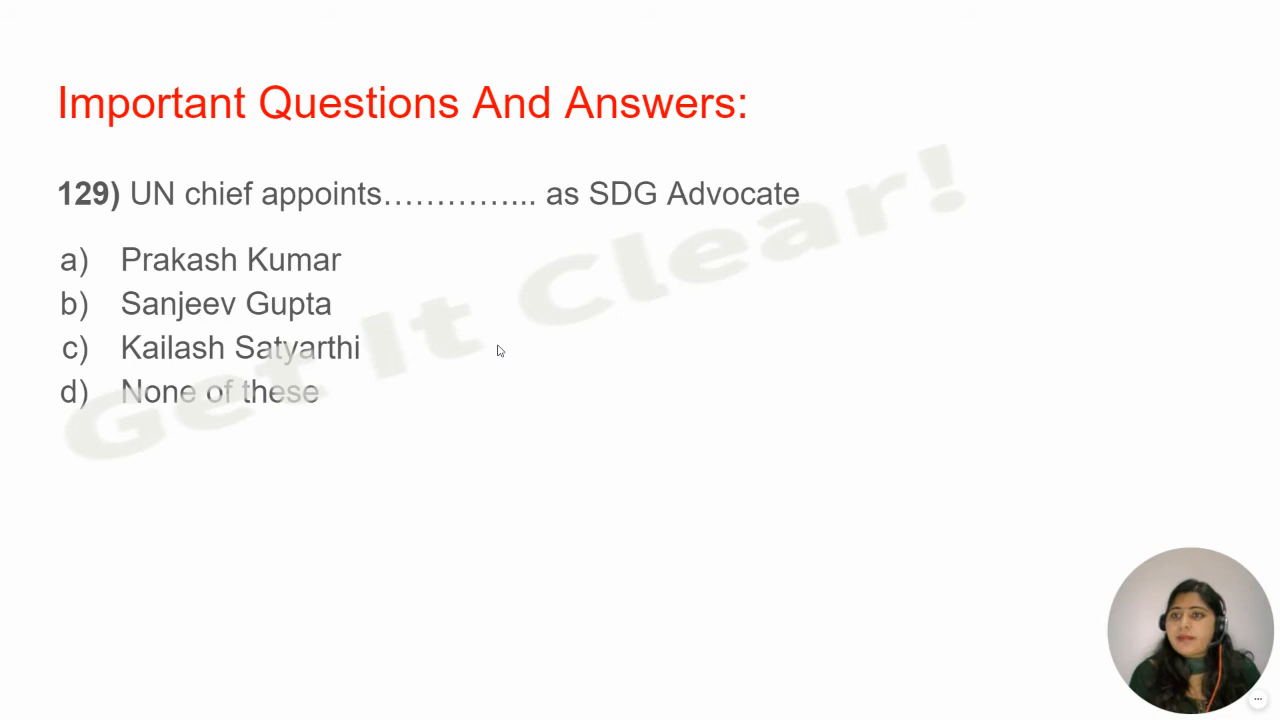 Important Questions And Answers:
129) UN chief appoints………….... as SDG Advocate
a) Prakash Kumar
b) Sanjeev Gupta
c) Kailash Satyarthi
d) None of these
Get It Clear!